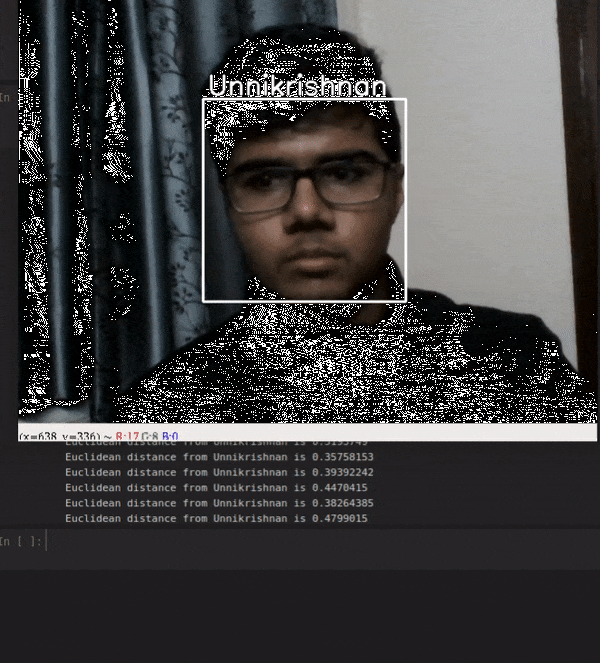 In
Unnikrishnan
(x=638, y=336) ~ R:17 G:8 B:0
Euclidean distance from Unnikrishnan is
Euclidean distance from Unnikrishnan is 0.35758153
Euclidean distance from Unnikrishnan is 0.39392242
Euclidean distance from Unnikrishnan is 0.4470415
Euclidean distance from Unnikrishnan is 0.38264385
Euclidean distance from Unnikrishnan is 0.4799015
In [ ]: